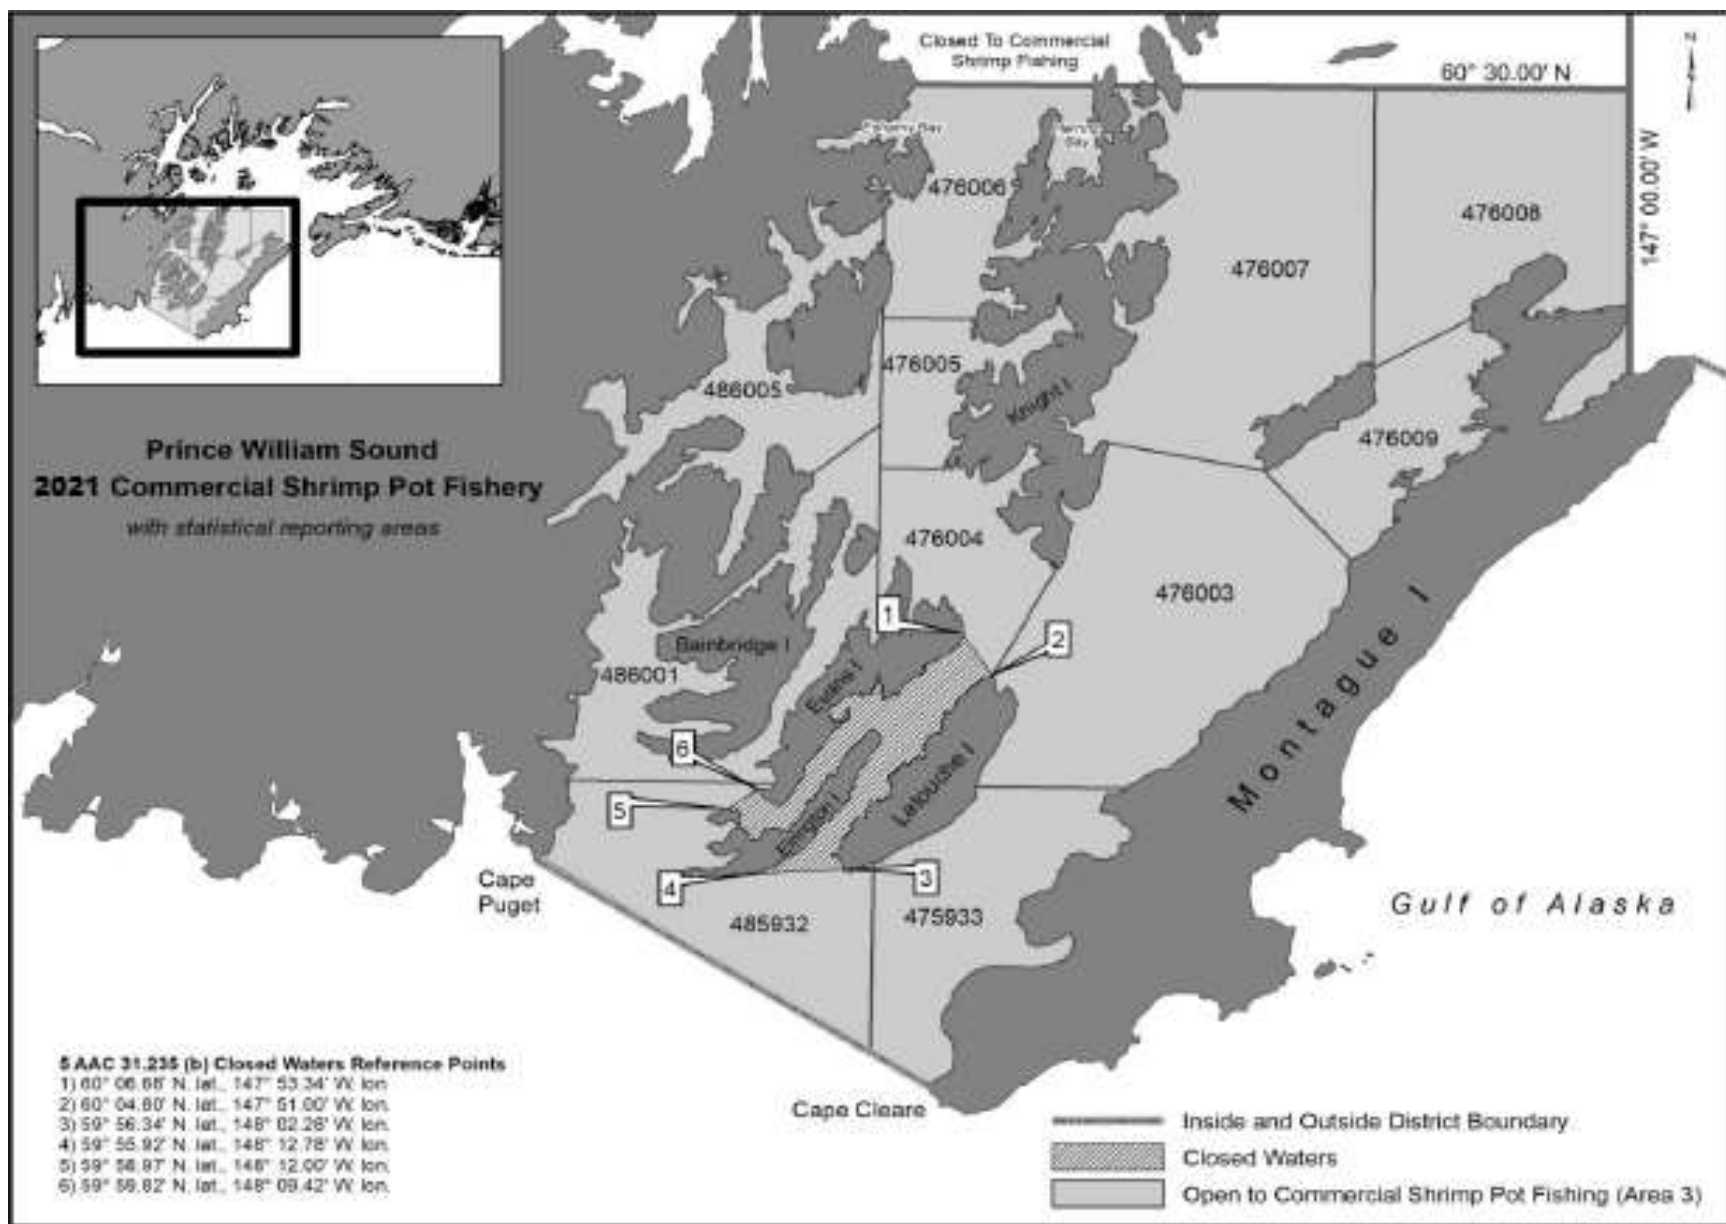 Closed To Commercial
Shrimp Fishing
60° 30.00' N
N
147° 00.00' W
Bay
476006
476008
476007
476005
486005
Knight I
476009
Prince William Sound
2021 Commercial Shrimp Pot Fishery
with statistical reporting areas
476004
476003
1
2
Bainbridge I
486001
Evans I
Montague I
6
5
Latouche I
Elrington I
4
3
Cape
Puget
485932
475933
Gulf of Alaska
5 AAC 31.235 (b) Closed Waters Reference Points
1) 60° 06.68' N. lat., 147° 53.34' W. lon
2) 60° 04.80' N. lat., 147° 51.00' W. lon.
3) 59° 56.34' N. lat., 148° 02.28' W. lon.
4) 59° 55.92' N. lat., 148° 12.78' W. lon.
5) 59° 58.97' N. lat., 148° 12.00' W. lon.
6) 59° 59.82' N. lat., 148° 09.42' W. lon.
Cape Cleare
Inside and Outside District Boundary
Closed Waters
Open to Commercial Shrimp Pot Fishing (Area 3)